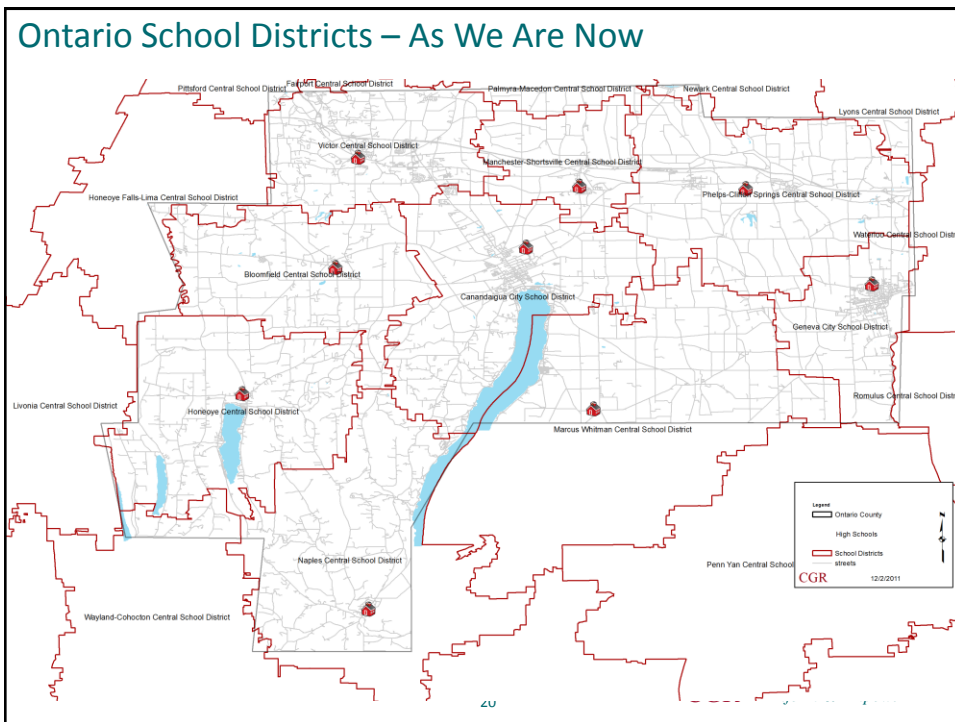 Ontario School Districts – As We Are Now
Fairport Central School District
Pittsford Central School District
Palmyra-Macedon Central School District
Newark Central School District
Lyons Central School District
Victor Central School District
Manchester-Shortsville Central School District
Phelps-Clifton Springs Central School District
Honeoye Falls-Lima Central School District
Waterloo Central School Distri
Bloomfield Central School District
Canandaigua City School District
Geneva City School District
Romulus Central School Distri
Livonia Central School District
Honeoye Central School District
Marcus Whitman Central School District
Legend
Ontario County
High Schools
School Districts
streets
CGR 12/2/2011
N
Naples Central School District
Penn Yan Central School
Wayland-Cohocton Central School District
20